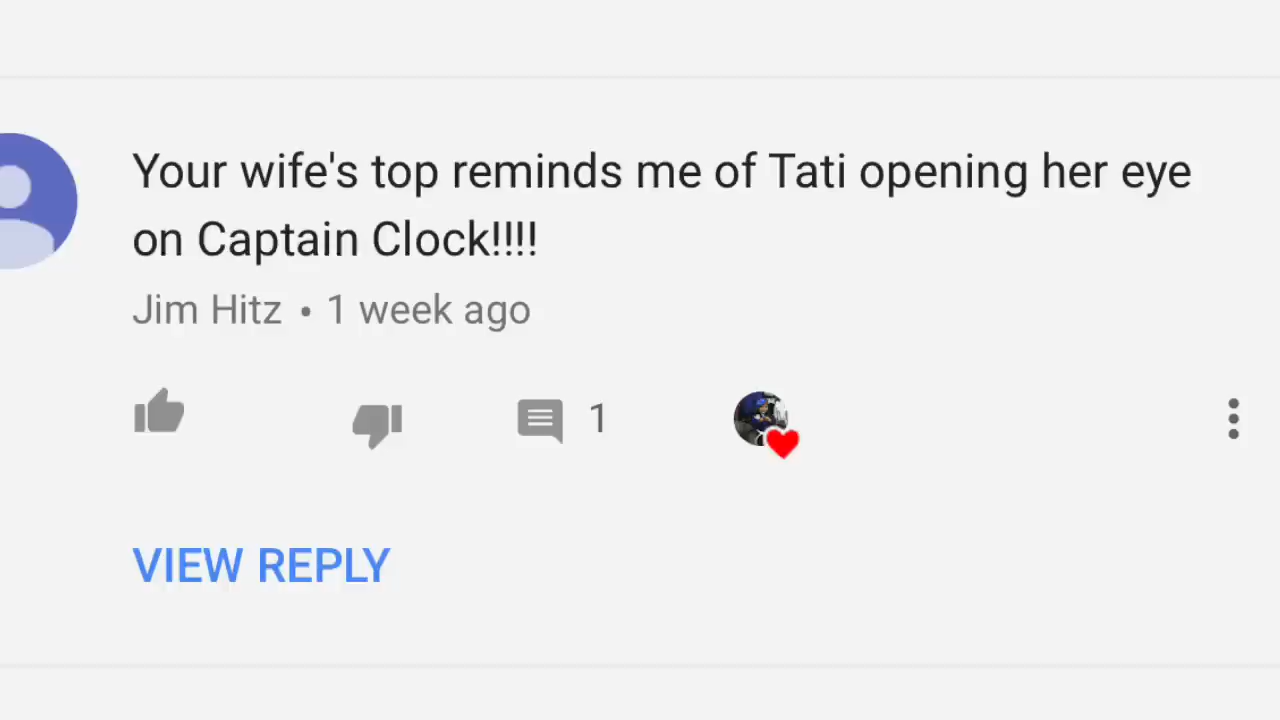 Your wife's top reminds me of Tati opening her eye
on Captain Clock!!!!
Jim Hitz • 1 week ago
1
VIEW REPLY